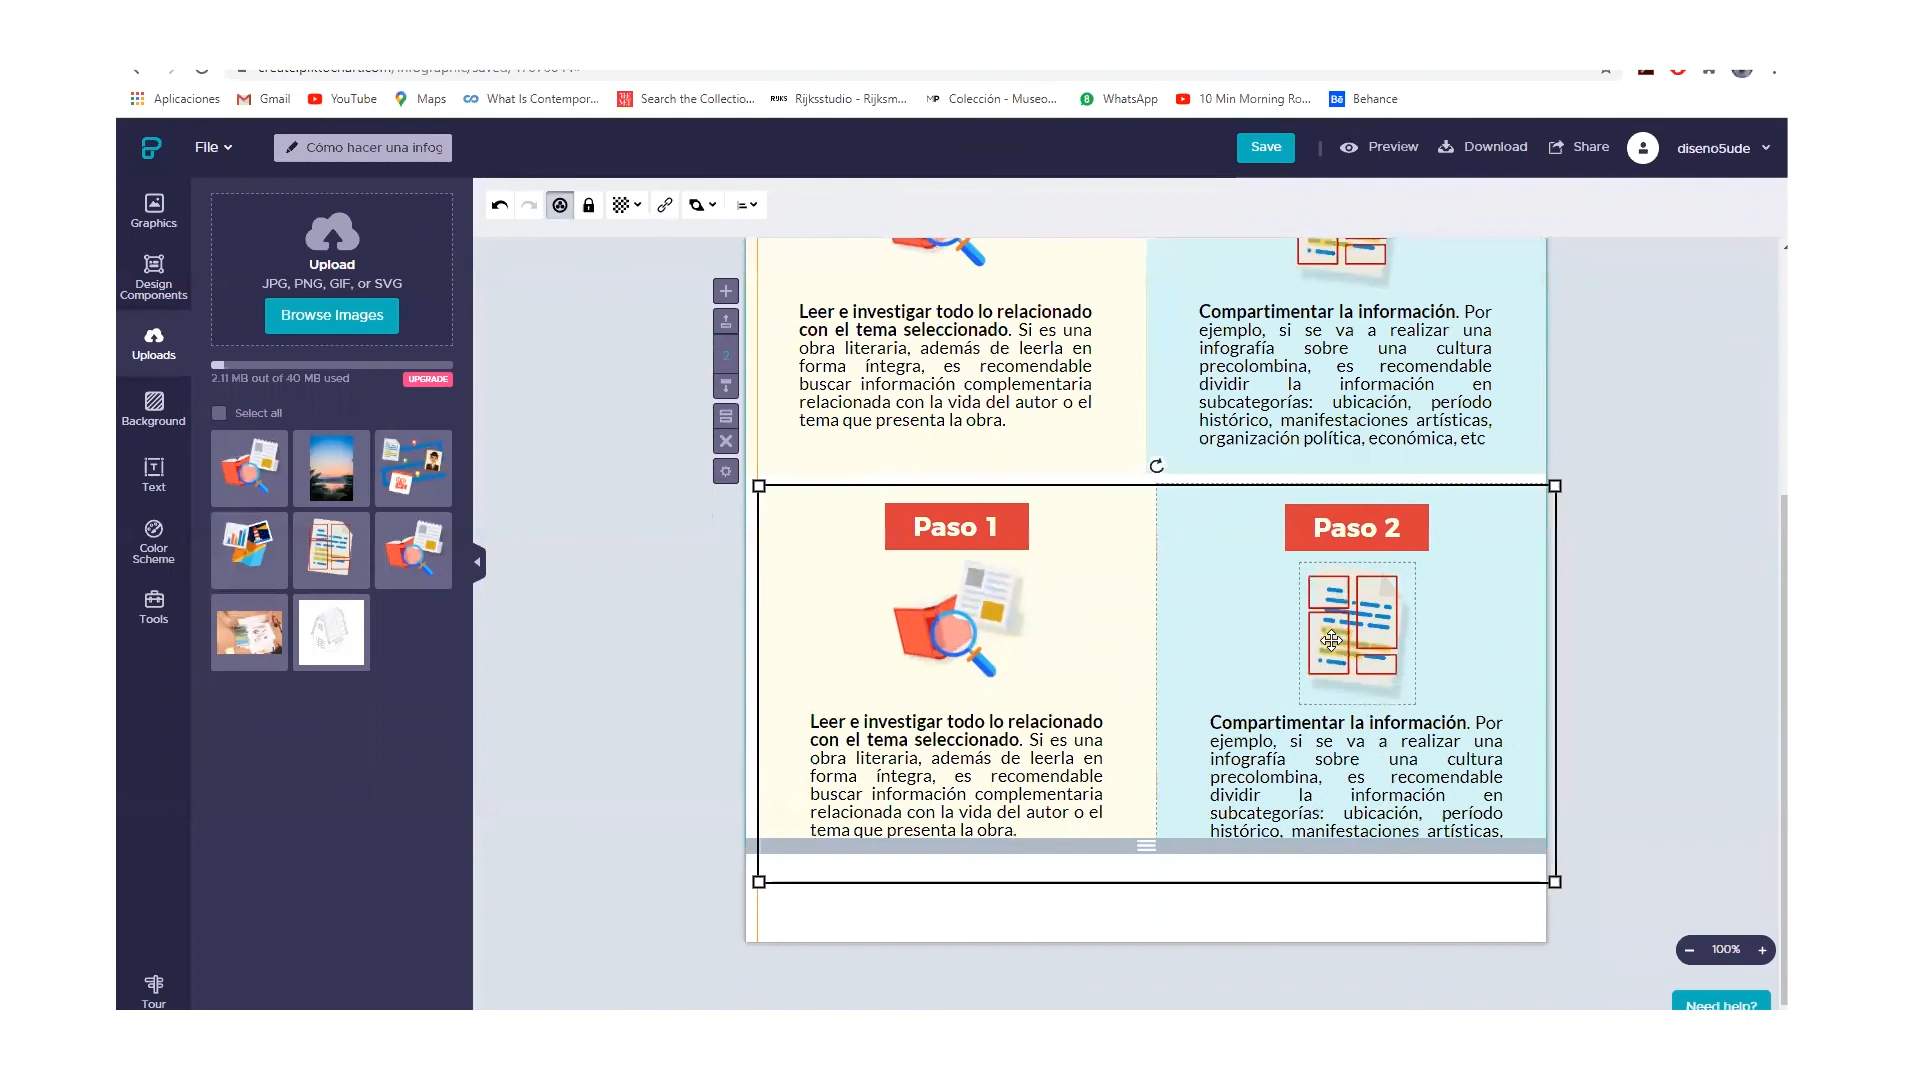 Aplicaciones
Gmail
YouTube
Maps
What Is Contempor...
Search the Collectio...
RIJKS
Rijksstudio - Rijksm...
MP
Colección - Museo...
WhatsApp
10 Min Morning Ro...
Bē
Behance
File
Cómo hacer una infog
Save
Preview
Download
Share
diseno5ude
Graphics
Design
Components
Uploads
Background
Text
Color
Scheme
Tools
Tour
Upload
JPG, PNG, GIF, or SVG
Browse Images
2.11 MB out of 40 MB used
UPGRADE
Select all
2
Leer e investigar todo lo relacionado
con el tema seleccionado. Si es una
obra literaria, además de leerla en
forma íntegra, es recomendable
buscar información complementaria
relacionada con la vida del autor o el
tema que presenta la obra.
Compartimentar la información. Por
ejemplo, si se va a realizar una
infografía sobre una cultura
precolombina, es recomendable
dividir la información en
subcategorías: ubicación, período
histórico, manifestaciones artísticas,
organización política, económica, etc
Paso 1
Leer e investigar todo lo relacionado
con el tema seleccionado. Si es una
obra literaria, además de leerla en
forma íntegra, es recomendable
buscar información complementaria
relacionada con la vida del autor o el
tema que presenta la obra.
Paso 2
Compartimentar la información. Por
ejemplo, si se va a realizar una
infografía sobre una cultura
precolombina, es recomendable
dividir la información en
subcategorías: ubicación, período
histórico, manifestaciones artísticas,
100%
Need help?